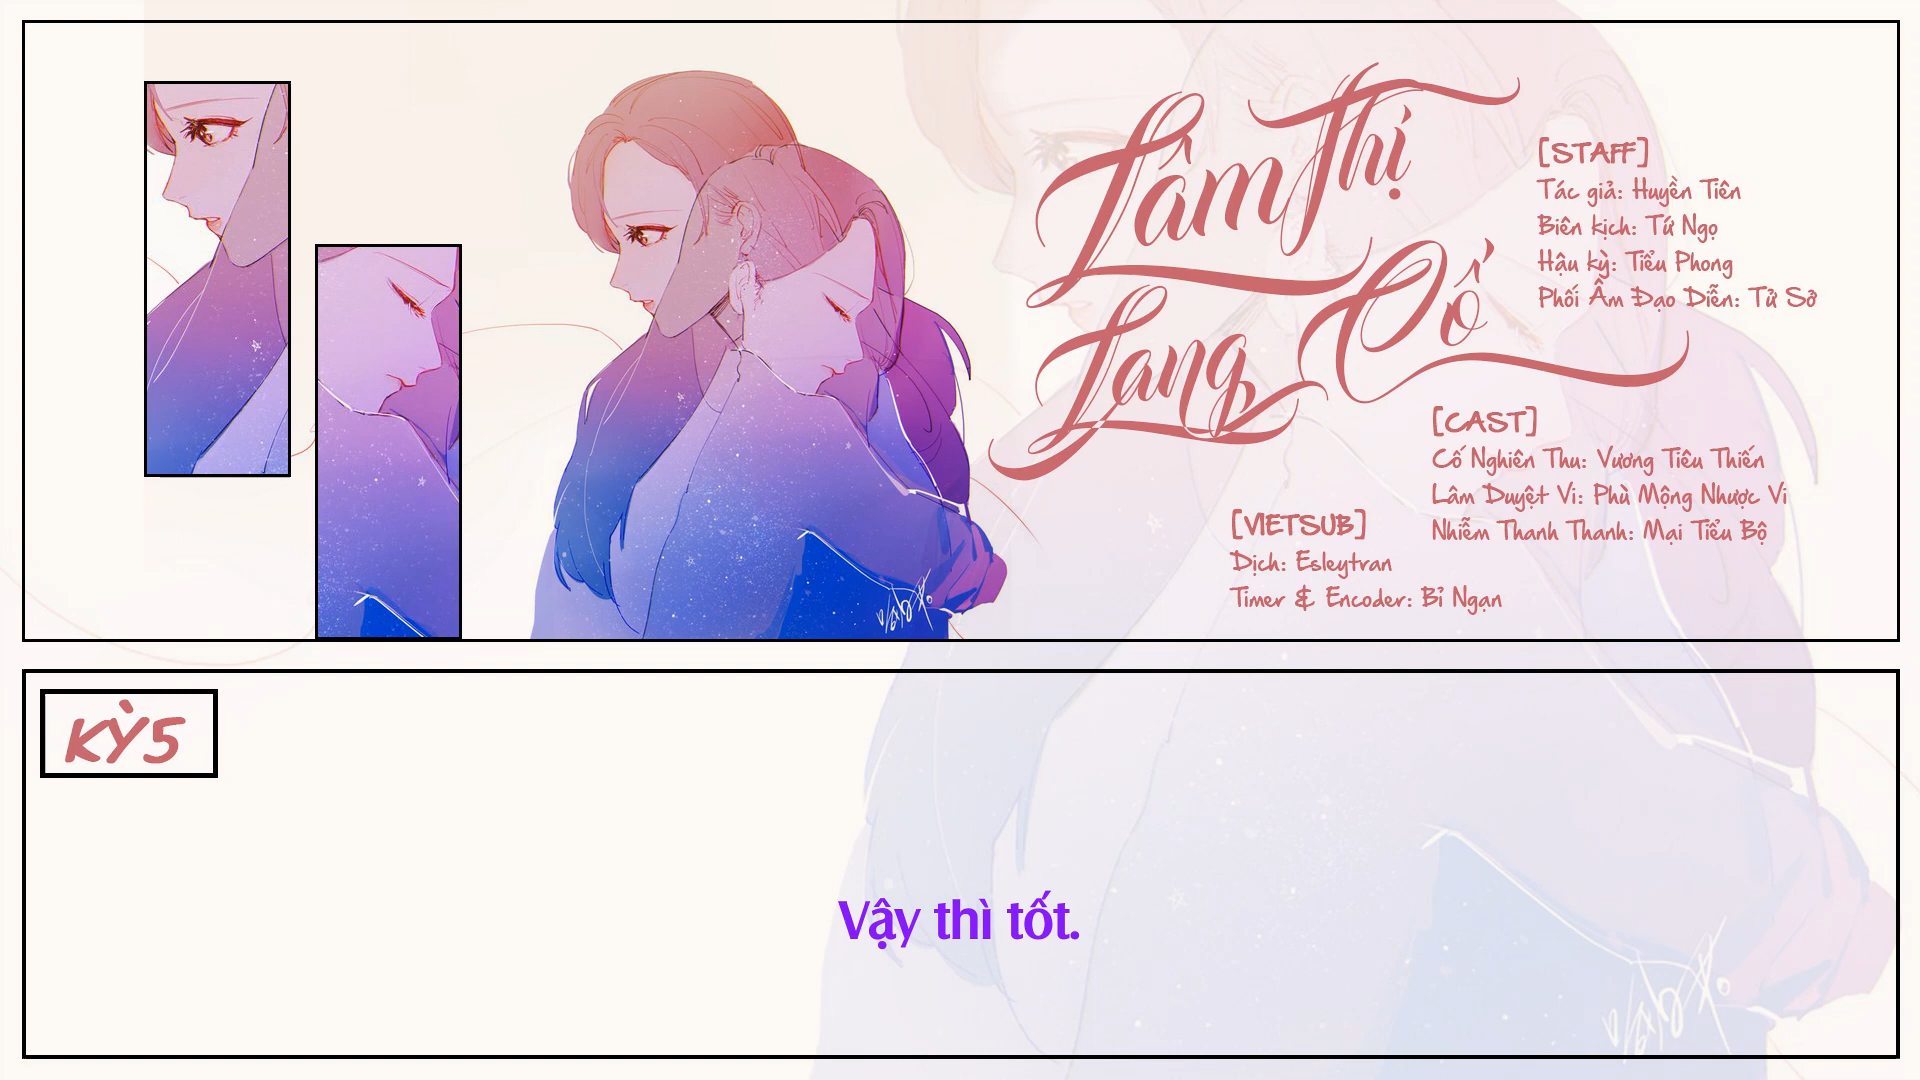 Lâm Thị
Lang Cố
[STAFF]
Tác giả: Huyền Tiên
Biên kịch: Tứ Ngọ
Hậu kỳ: Tiểu Phong
Phối Âm Đạo Diễn: Tử Sở
[CAST]
Cố Nghiên Thu: Vương Tiêu Thiến
Lâm Duyệt Vi: Phù Mộng Nhược Vi
Nhiễm Thanh Thanh: Mại Tiểu Bộ
[VIETSUB]
Dịch: Esleytran
Timer & Encoder: Bỉ Ngạn
KỲ5
Vậy thì tốt.